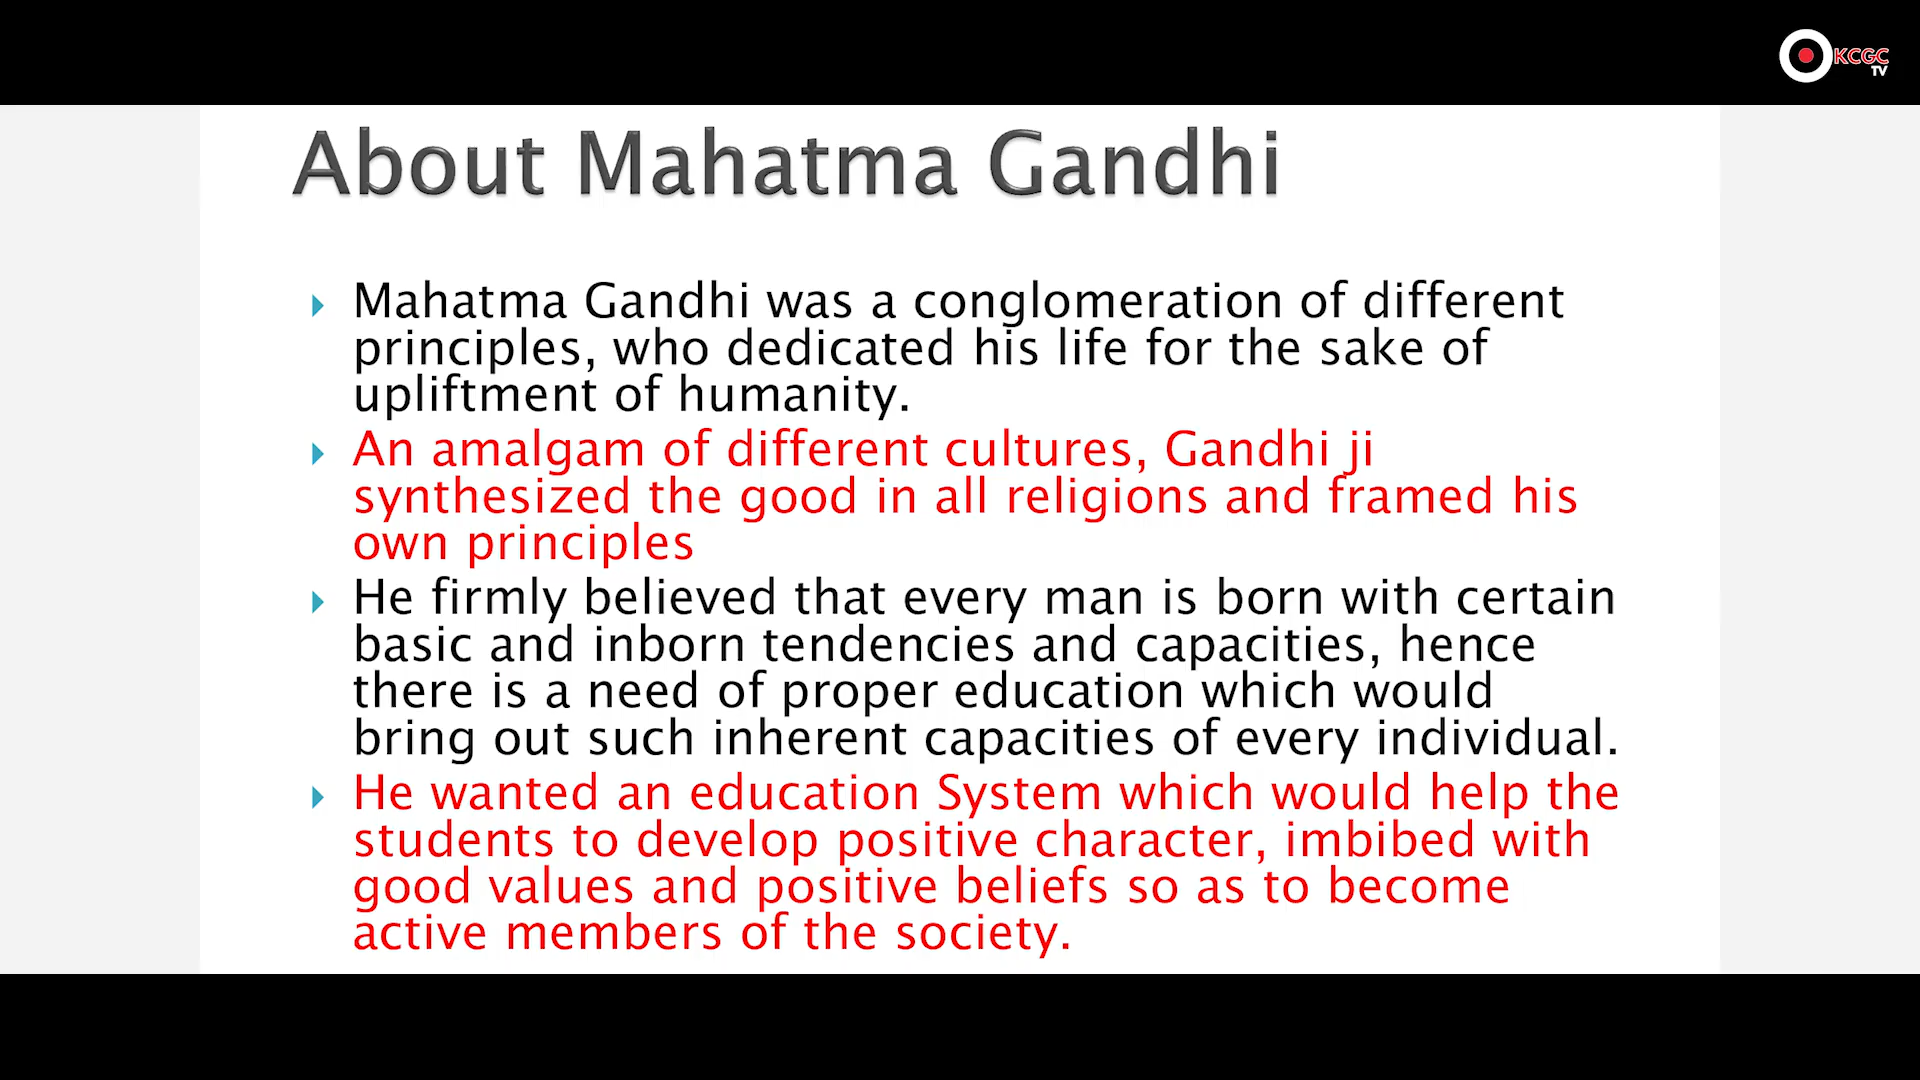 KCGC
TV
About Mahatma Gandhi
Mahatma Gandhi was a conglomeration of different
principles, who dedicated his life for the sake of
upliftment of humanity.
An amalgam of different cultures, Gandhi ji
synthesized the good in all religions and framed his
own principles
He firmly believed that every man is born with certain
basic and inborn tendencies and capacities, hence
there is a need of proper education which would
bring out such inherent capacities of every individual.
He wanted an education System which would help the
students to develop positive character, imbibed with
good values and positive beliefs so as to become
active members of the society.